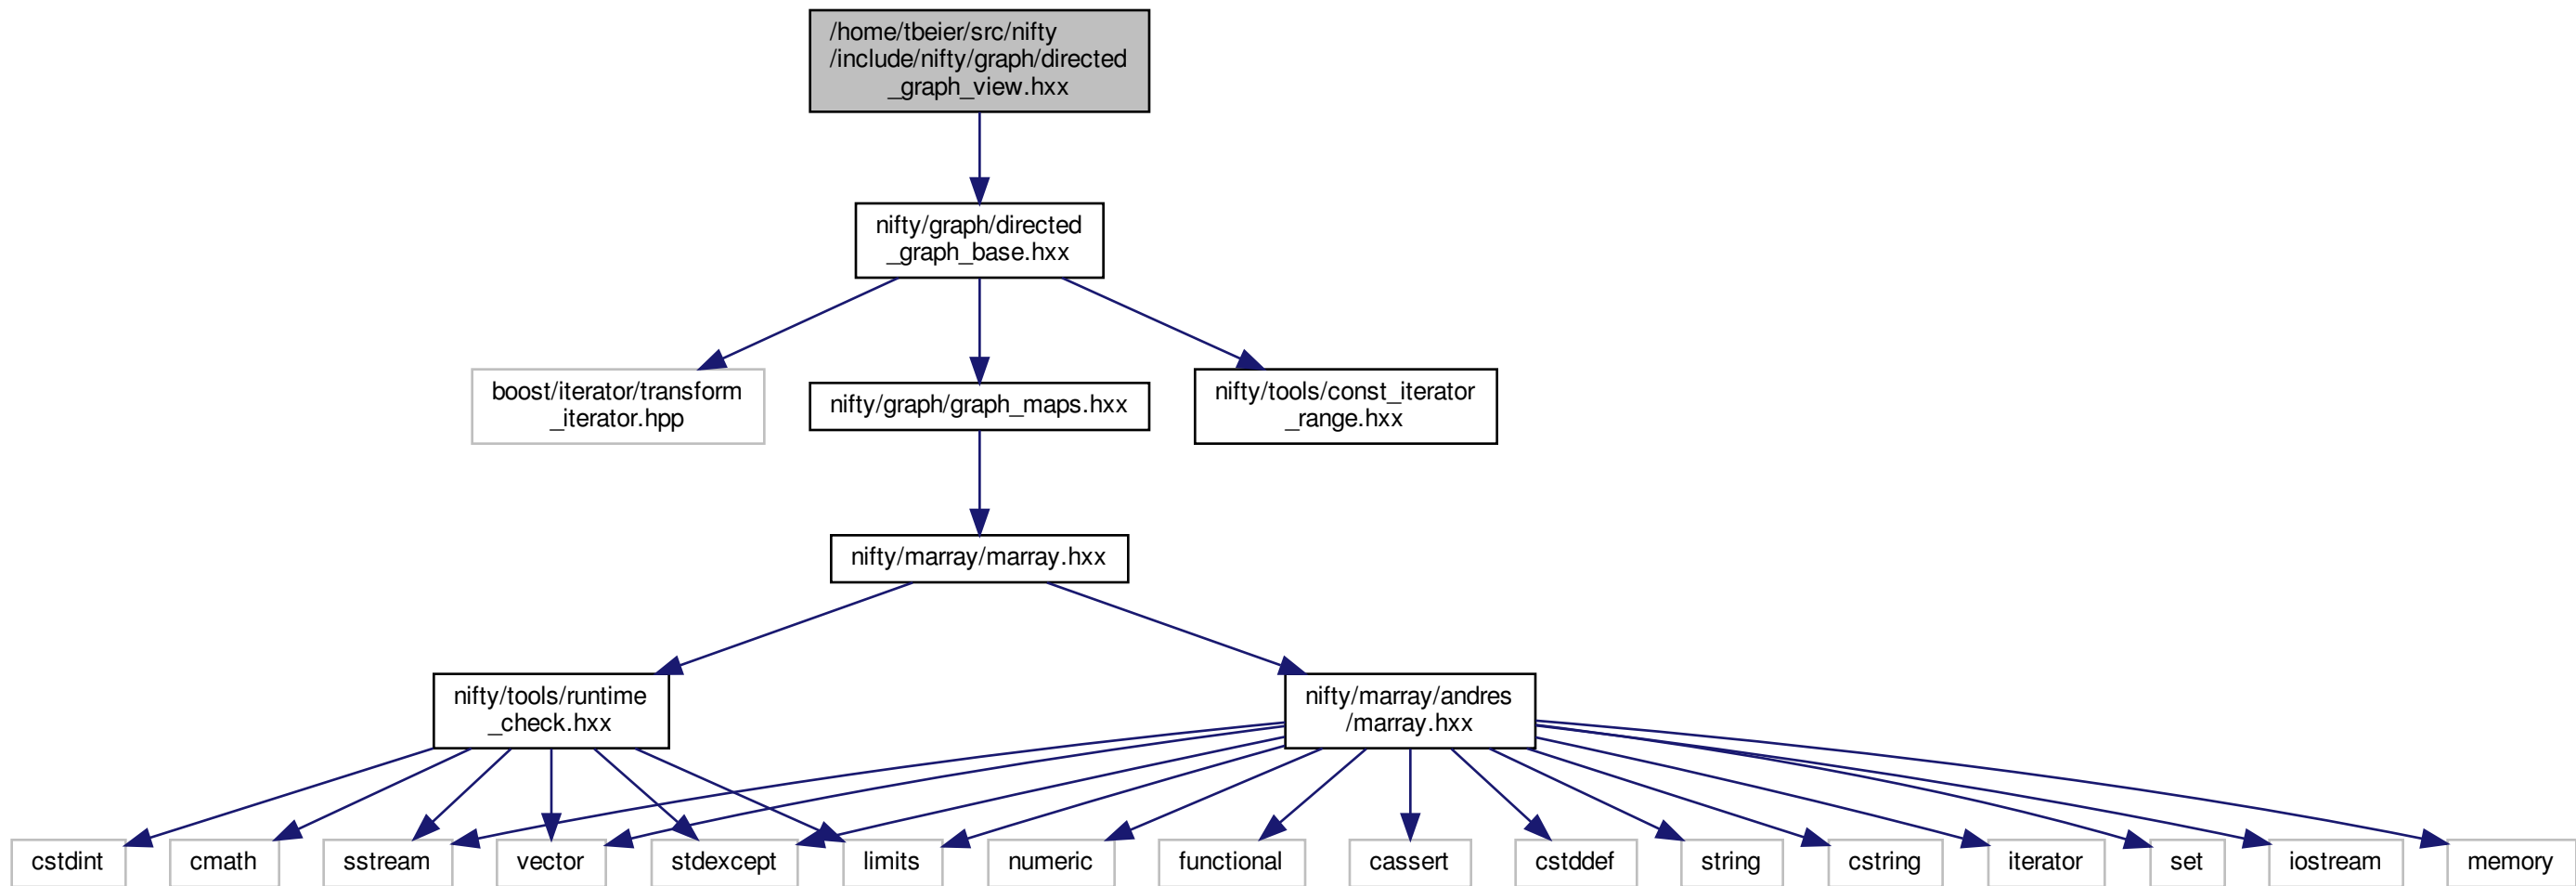 /home/tbeier/src/nifty
/include/nifty/graph/directed
_graph_view.hxx
nifty/graph/directed
_graph_base.hxx
boost/iterator/transform
_iterator.hpp
nifty/graph/graph_maps.hxx
nifty/tools/const_iterator
_range.hxx
nifty/marray/marray.hxx
nifty/tools/runtime
_check.hxx
nifty/marray/andres
/marray.hxx
cstdint
cmath
sstream
vector
stdexcept
limits
numeric
functional
cassert
cstddef
string
cstring
iterator
set
iostream
memory